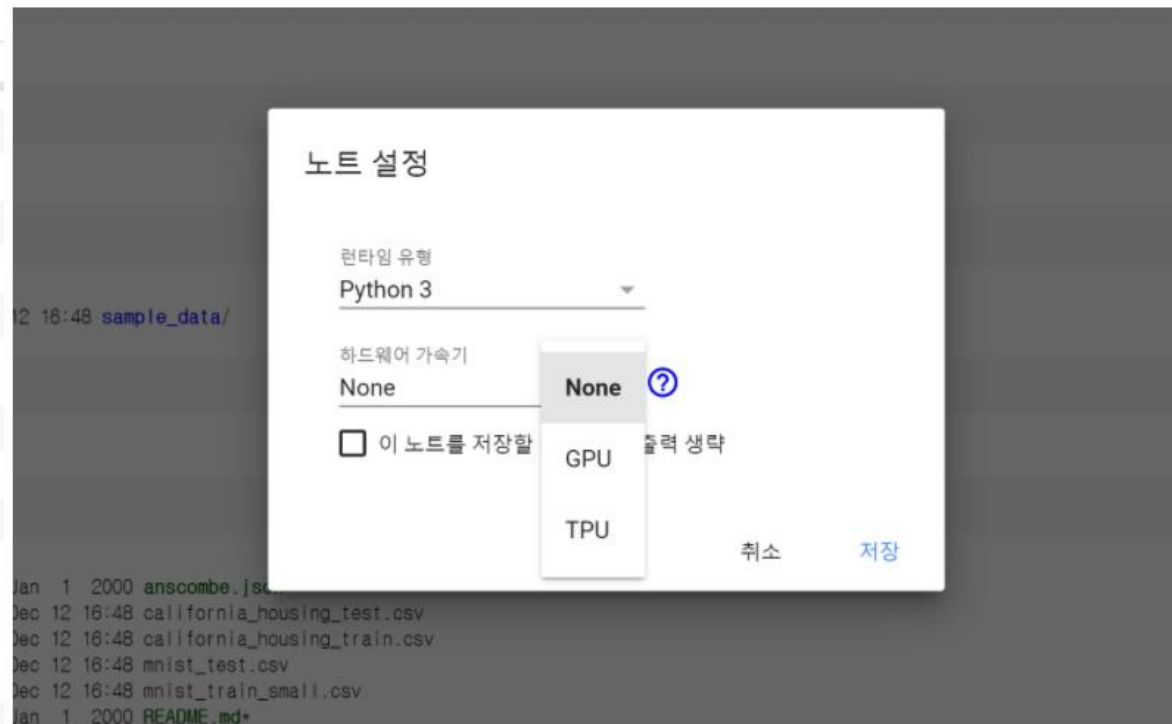 노트 설정
런타임 유형
Python 3
12 16:48 sample_data/
하드웨어 가속기
None
None
이 노트를 저장할 출력 생략
GPU
TPU
취소 저장
Jan 1 2000 anscombe.json
Dec 12 16:48 california_housing_test.csv
Dec 12 16:48 california_housing_train.csv
Dec 12 16:48 mnist_test.csv
Dec 12 16:48 mnist_train_small.csv
Jan 1 2000 README.md*